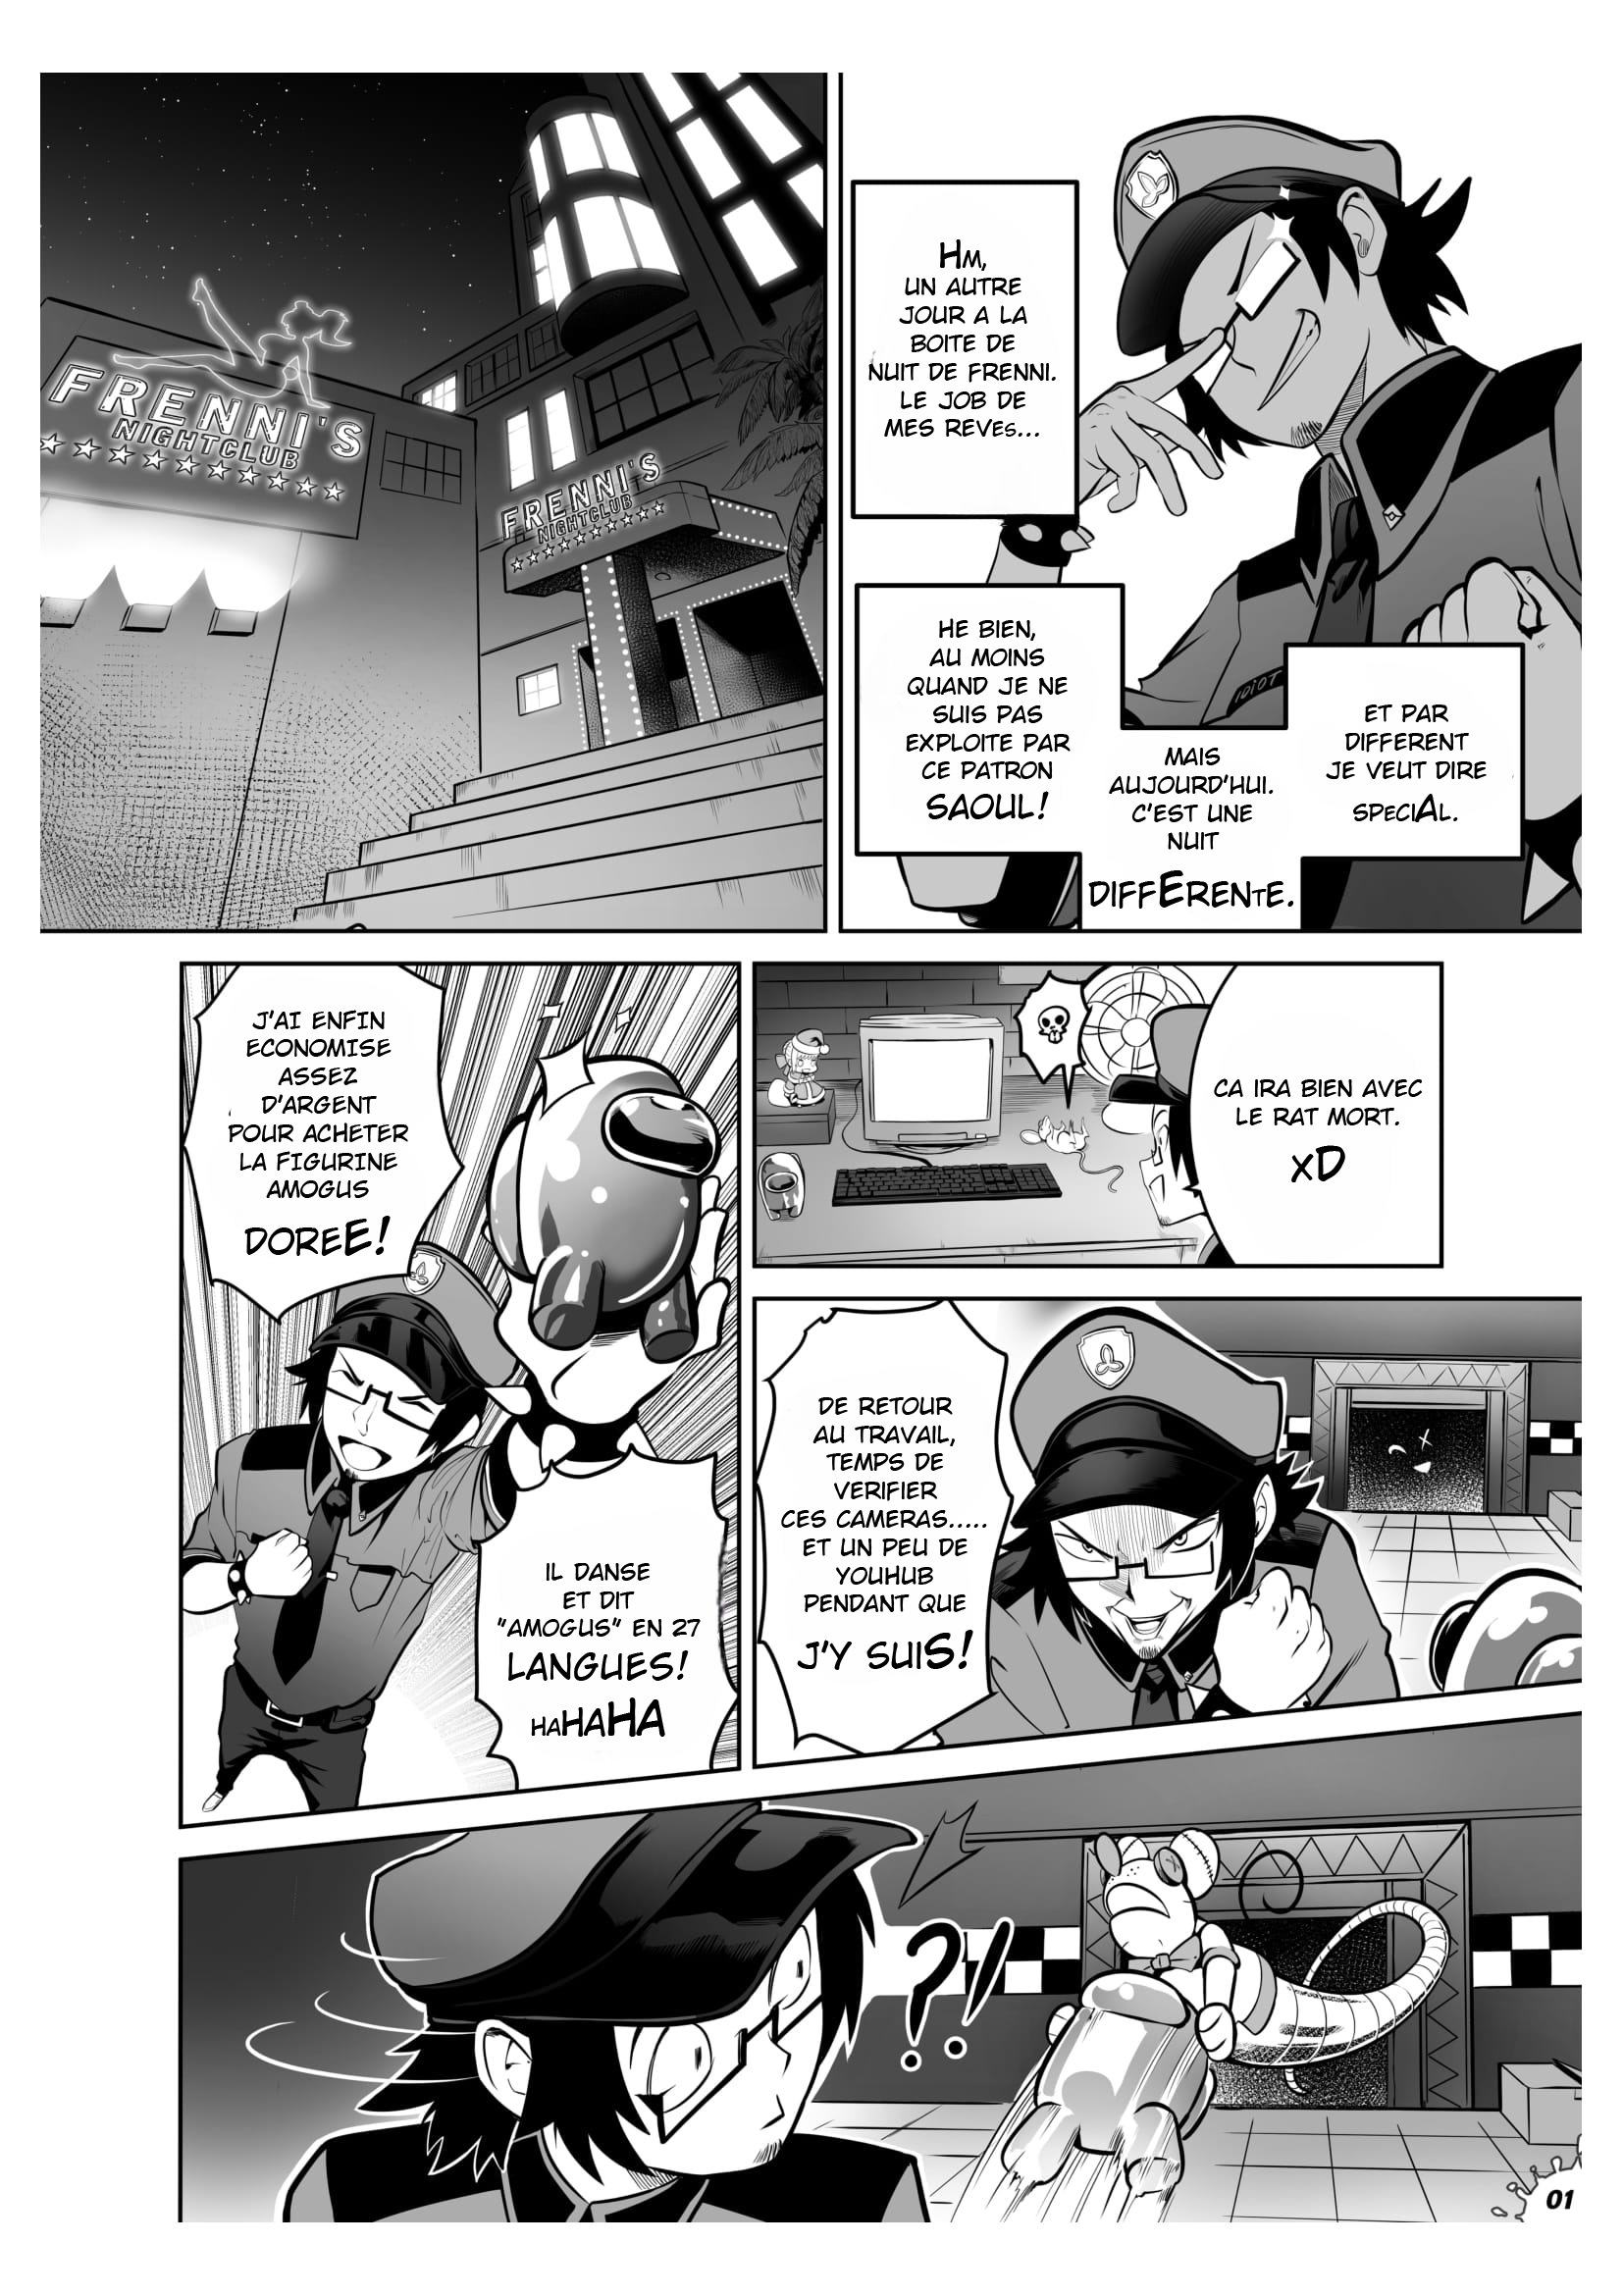 FRENNI'S
NIGHTCLUB
FRENNI'S
NIGHTCLUB
HM,
UN AUTRE
JOUR A LA
BOITE DE
NUIT DE FRENNI.
LE JOB DE
MES REVEs...
HE BIEN,
AU MOINS
QUAND JE NE
SUIS PAS
EXPLOITE PAR
CE PATRON
SAOUL!
IDIOT
MAIS
AUJOURD'HUI.
C'EST UNE
NUIT
DIFFERENTE.
ET PAR
DIFFERENT
JE VEUT DIRE
SPECIAL.
J'AI ENFIN
ECONOMISE
ASSEZ
D'ARGENT
POUR ACHETER
LA FIGURINE
AMOGUS
DOREE!
IL DANSE
ET DIT
"AMOGUS" EN 27
LANGUES!
HAHAHA
CA IRA BIEN AVEC
LE RAT MORT.
XD
DE RETOUR
AU TRAVAIL,
TEMPS DE
VERIFIER
CES CAMERAS.....
ET UN PEU DE
YOUHUB
PENDANT QUE
J'Y SUIS!
?!
01